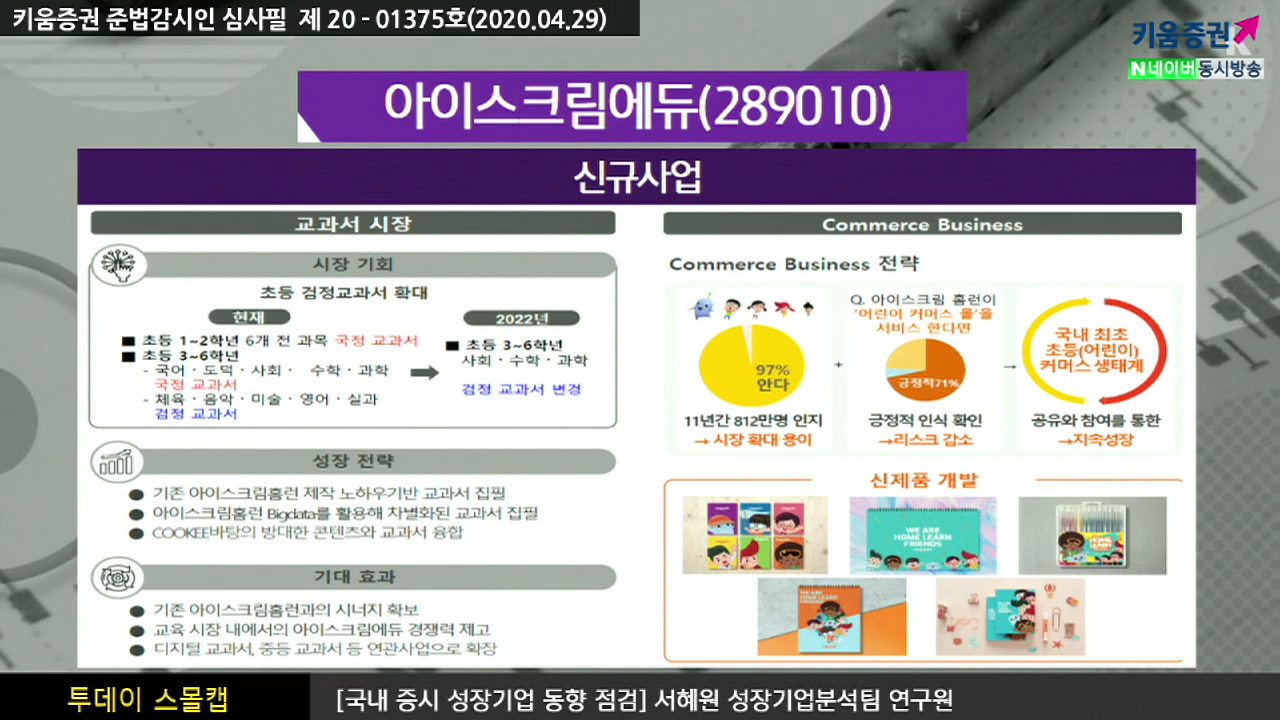 키움증권 준법감시인 심사필 제 20 - 01375호(2020.04.29)
키움증권
N 네이버 동시방송
아이스크림에듀(289010)
신규사업
교과서 시장
시장 기회
초등 검정교과서 확대
현재
■ 초등 1~2학년 6개 전 과목 국정 교과서
■ 초등 3~6학년
- 국어 · 도덕 · 사회 · 수학 · 과학
국정 교과서
- 체육 · 음악 · 미술 · 영어 · 실과
검정 교과서
2022년
■ 초등 3~6학년
사회 · 수학 · 과학
검정 교과서 변경
성장 전략
● 기존 아이스크림홈런 제작 노하우기반 교과서 집필
● 아이스크림홈런 Bigdata를 활용해 차별화된 교과서 집필
● COOKEE바탕의 방대한 콘텐츠와 교과서 융합
기대 효과
● 기존 아이스크림홈런과의 시너지 확보
● 교육 시장 내에서의 아이스크림에듀 경쟁력 제고
● 디지털 교과서, 중등 교과서 등 연관사업으로 확장
Commerce Business
Commerce Business 전략
97%
안다
11년간 812만명 인지
→ 시장 확대 용이
+
Q. 아이스크림 홈런이
'어린이 커머스 몰'을
서비스 한다면
긍정적71%
긍정적 인식 확인
→리스크 감소
→
국내 최초
초등(어린이)
커머스 생태계
공유와 참여를 통한
→지속성장
신제품 개발
WE ARE
HOME LEARN
FRIENDS
HOME
LEARN
WE ARE
HOME LEARN
FRIENDS
투데이 스몰캡
[국내 증시 성장기업 동향 점검] 서혜원 성장기업분석팀 연구원